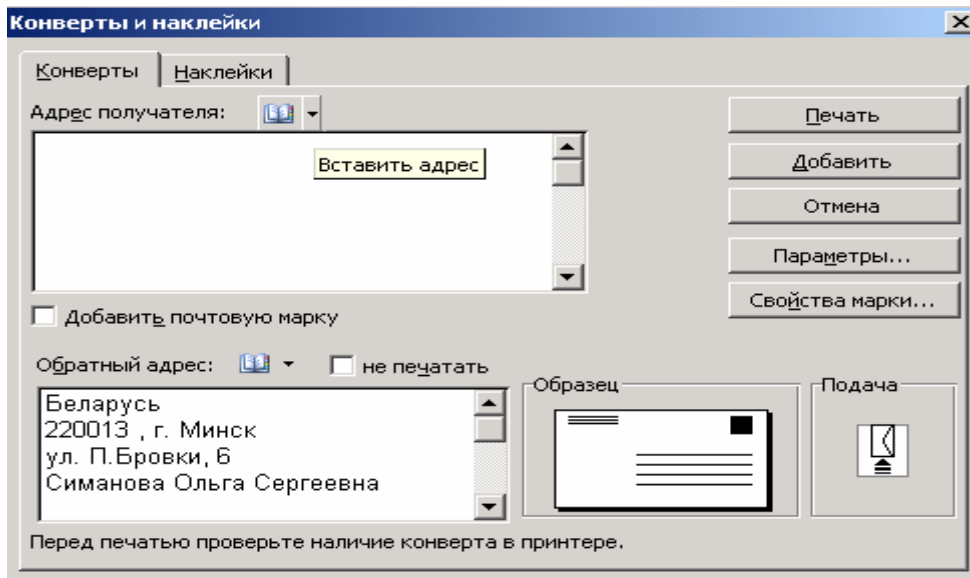 Конверты и наклейки
Конверты Наклейки
Адрес получателя:
Вставить адрес
Печать
Добавить
Отмена
Параметры...
Свойства марки...
Добавить почтовую марку
Обратный адрес: не печатать
Беларусь
220013 , г. Минск
ул. П.Бровки, 6
Симанова Ольга Сергеевна
Образец
Подача
Перед печатью проверьте наличие конверта в принтере.